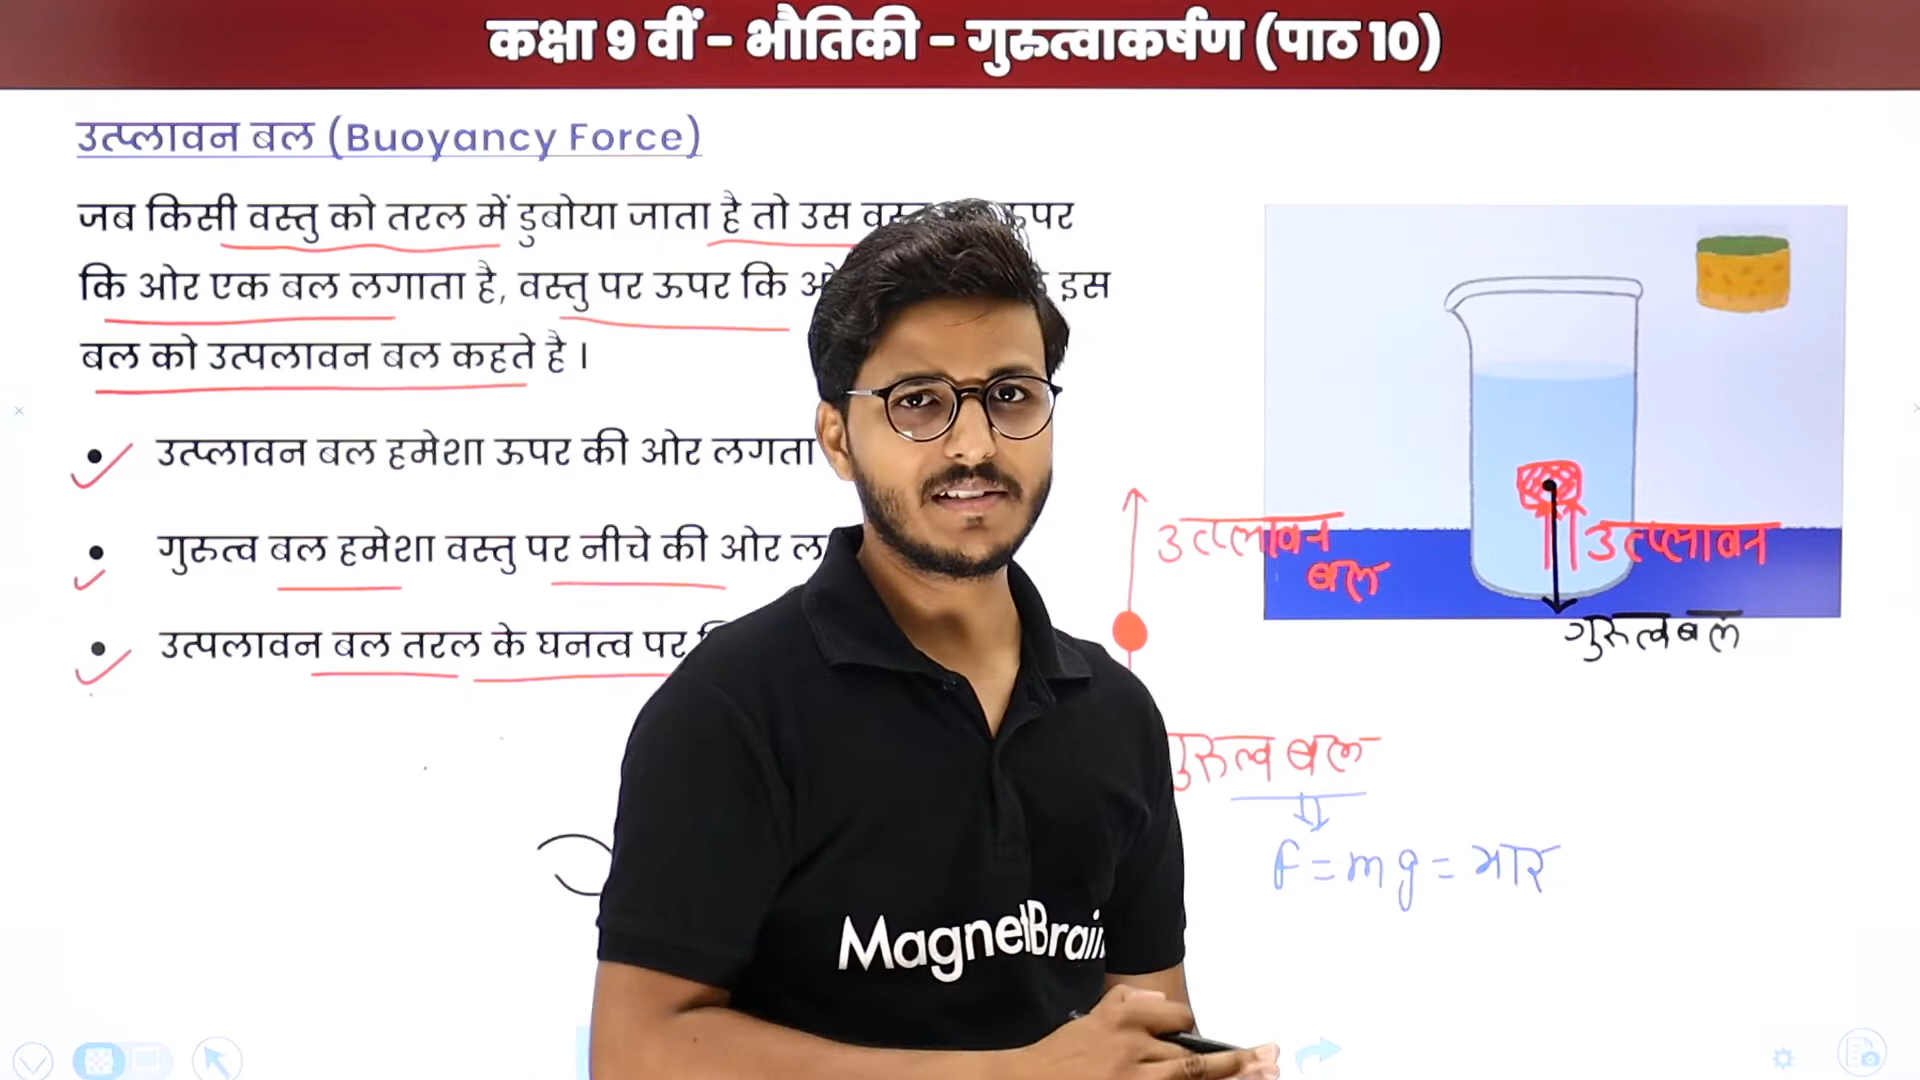 कक्षा 9 वीं - भौतिकी - गुरुत्वाकर्षण (पाठ 10)
उत्प्लावन बल (Buoyancy Force)
जब किसी वस्तु को तरल में डुबोया जाता है तो उस
कि ओर एक बल लगाता है, वस्तु पर ऊपर कि इस
बल को उत्पलावन बल कहते है ।
• उत्प्लावन बल हमेशा ऊपर की ओर लगता
• गुरुत्व बल हमेशा वस्तु पर नीचे की ओर
• उत्पलावन बल तरल के घनत्व पर
उत्प्लावन
बल
उत्प्लावन
गुरुत्व बल
गुरुत्व बल
F = mg = भार
MagnetBrain